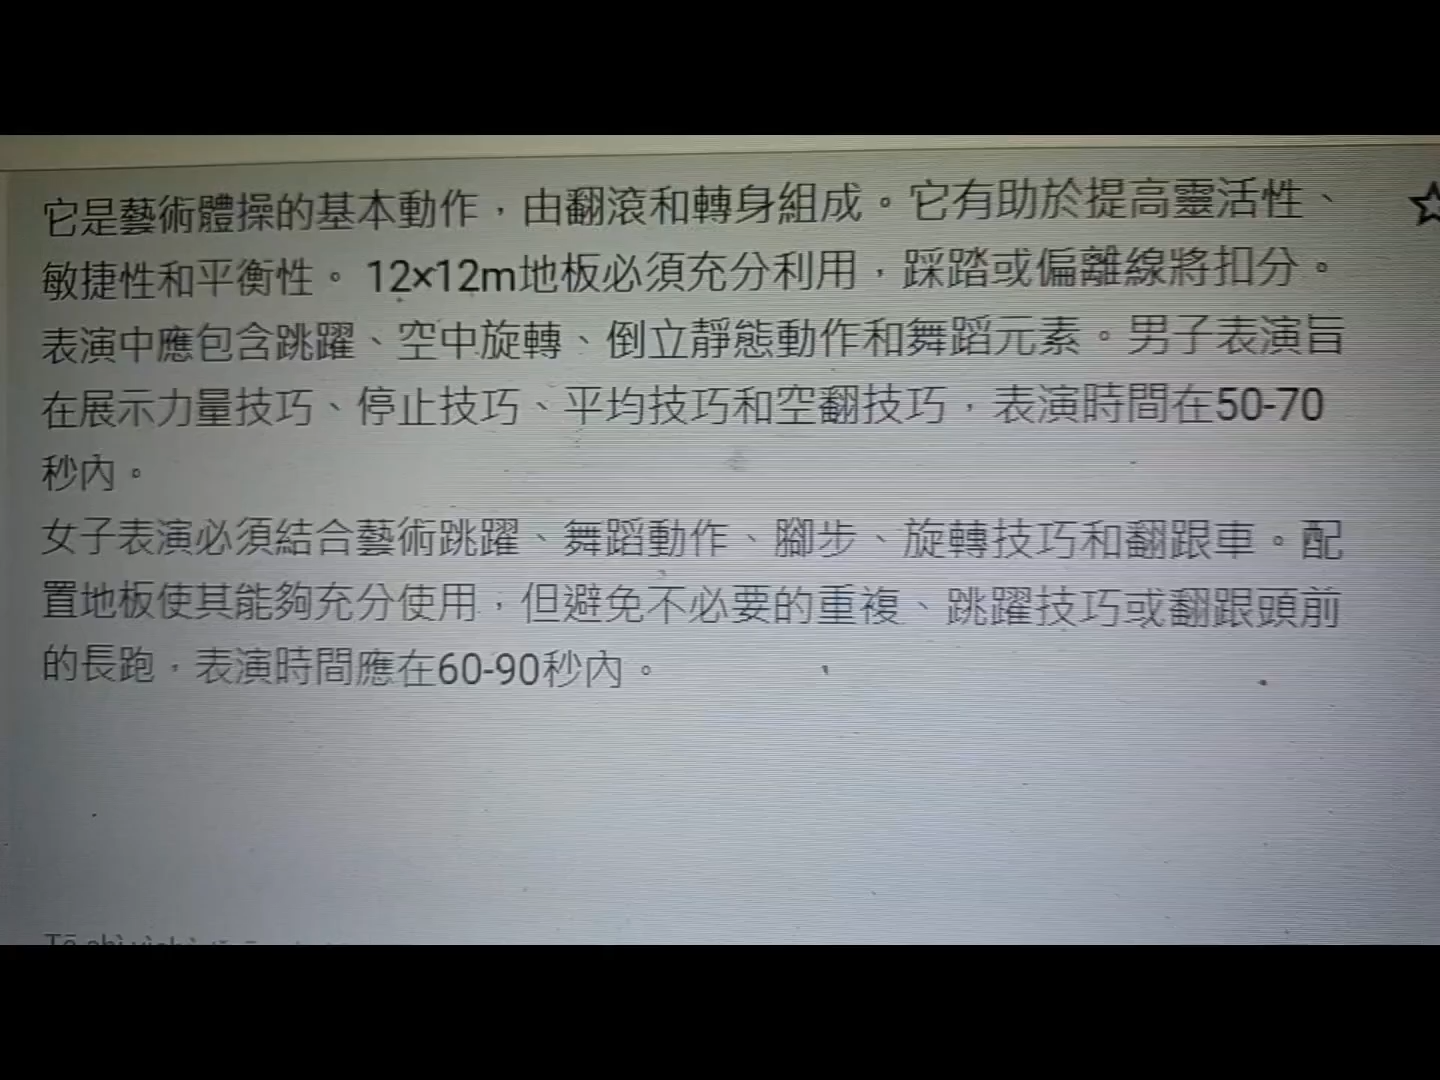 它是藝術體操的基本動作，由翻滾和轉身組成。它有助於提高靈活性、
敏捷性和平衡性。 12×12m地板必須充分利用，踩踏或偏離線將扣分。
表演中應包含跳躍、空中旋轉、倒立靜態動作和舞蹈元素。男子表演旨
在展示力量技巧、停止技巧、平均技巧和空翻技巧，表演時間在50-70
秒內。
女子表演必須結合藝術跳躍、舞蹈動作、腳步、旋轉技巧和翻跟車。配
置地板使其能夠充分使用，但避免不必要的重複、跳躍技巧或翻跟頭前
的長跑，表演時間應在60-90秒內。